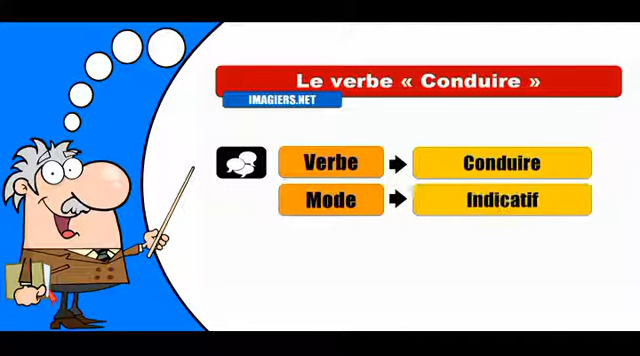 Le verbe « Conduire »
IMAGIERS.NET
Verbe Conduire
Mode Indicatif